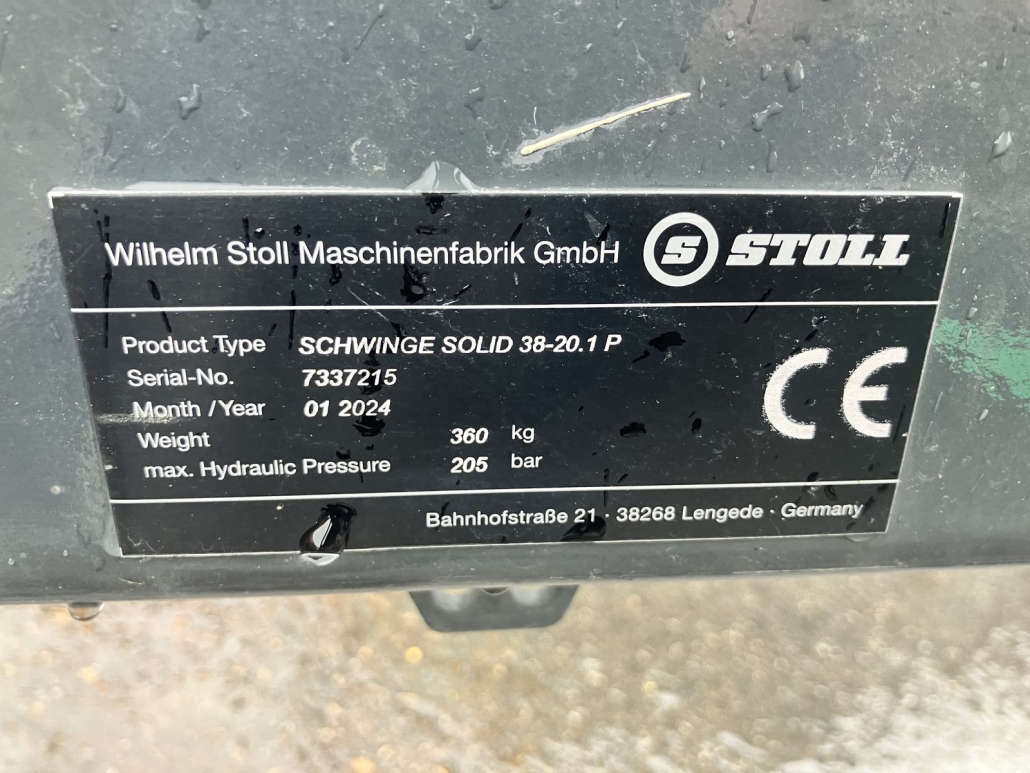 Wilhelm Stoll Maschinenfabrik GmbH S STOLL
Product Type SCHWINGE SOLID 38-20.1 P
Serial-No. 7337215
Month / Year 01 2024
Weight 360 kg
max. Hydraulic Pressure 205 bar
CE
Bahnhofstraße 21 · 38268 Lengede · Germany